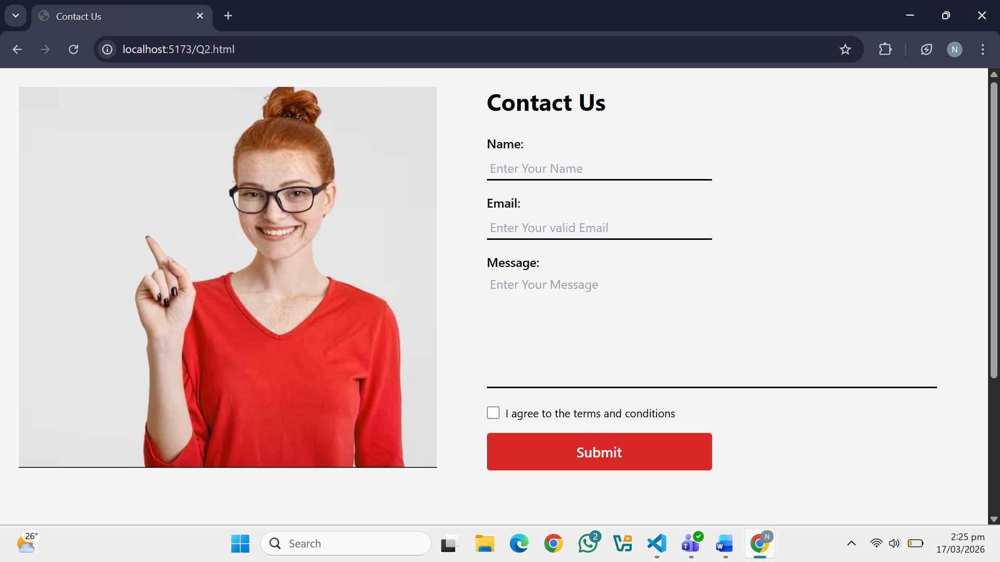 Contact Us
localhost:5173/Q2.html
N
Contact Us
Name:
Enter Your Name
Email:
Enter Your valid Email
Message:
Enter Your Message
I agree to the terms and conditions
Submit
26°
Search
2
T
W
N
2:25 pm
17/03/2026